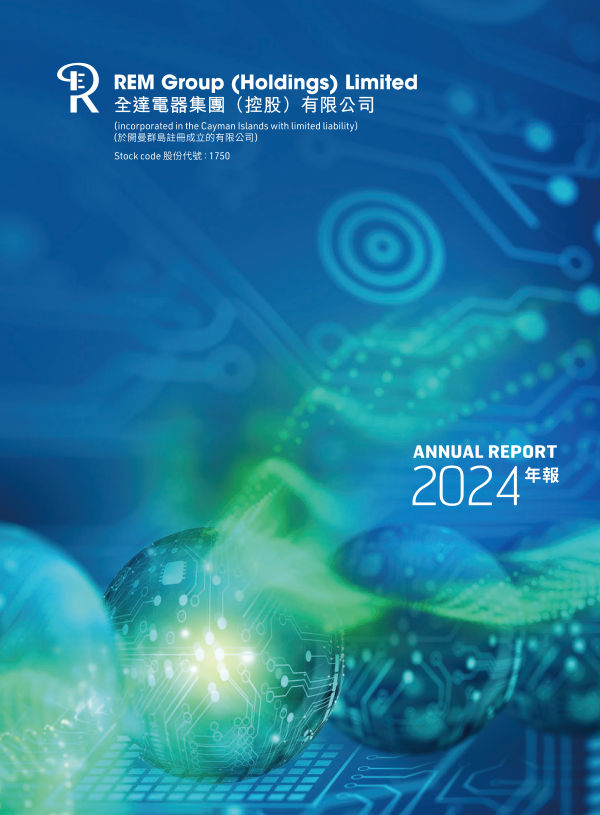 REM Group (Holdings) Limited
全達電器集團（控股）有限公司
(incorporated in the Cayman Islands with limited liability)
(於開曼群島註冊成立的有限公司)
Stock code 股份代號 : 1750
ANNUAL REPORT
2024 年報